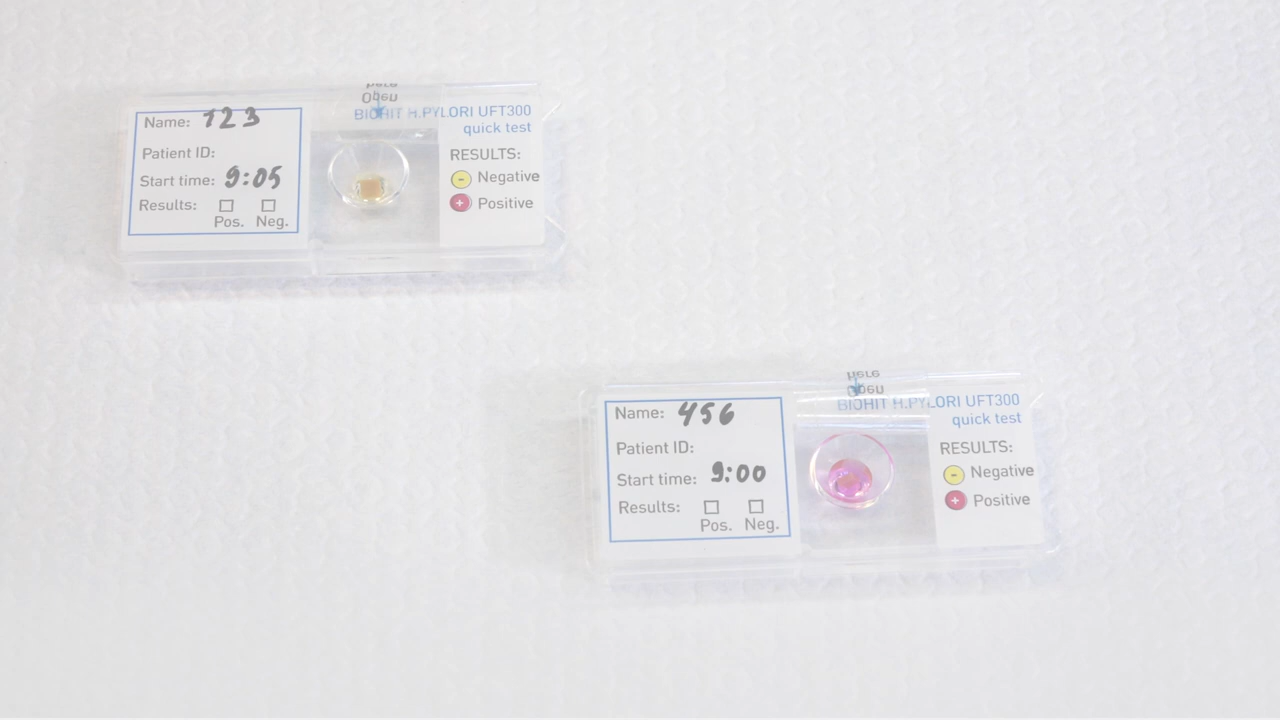 here
Open
BIOHIT H.PYLORI UFT300
quick test
Name: 123
Patient ID:
Start time: 9:05
Results:
Pos. Neg.
RESULTS:
- Negative
+ Positive
here
Open
BIOHIT H.PYLORI UFT300
quick test
Name: 456
Patient ID:
Start time: 9:00
Results:
Pos. Neg.
RESULTS:
- Negative
+ Positive